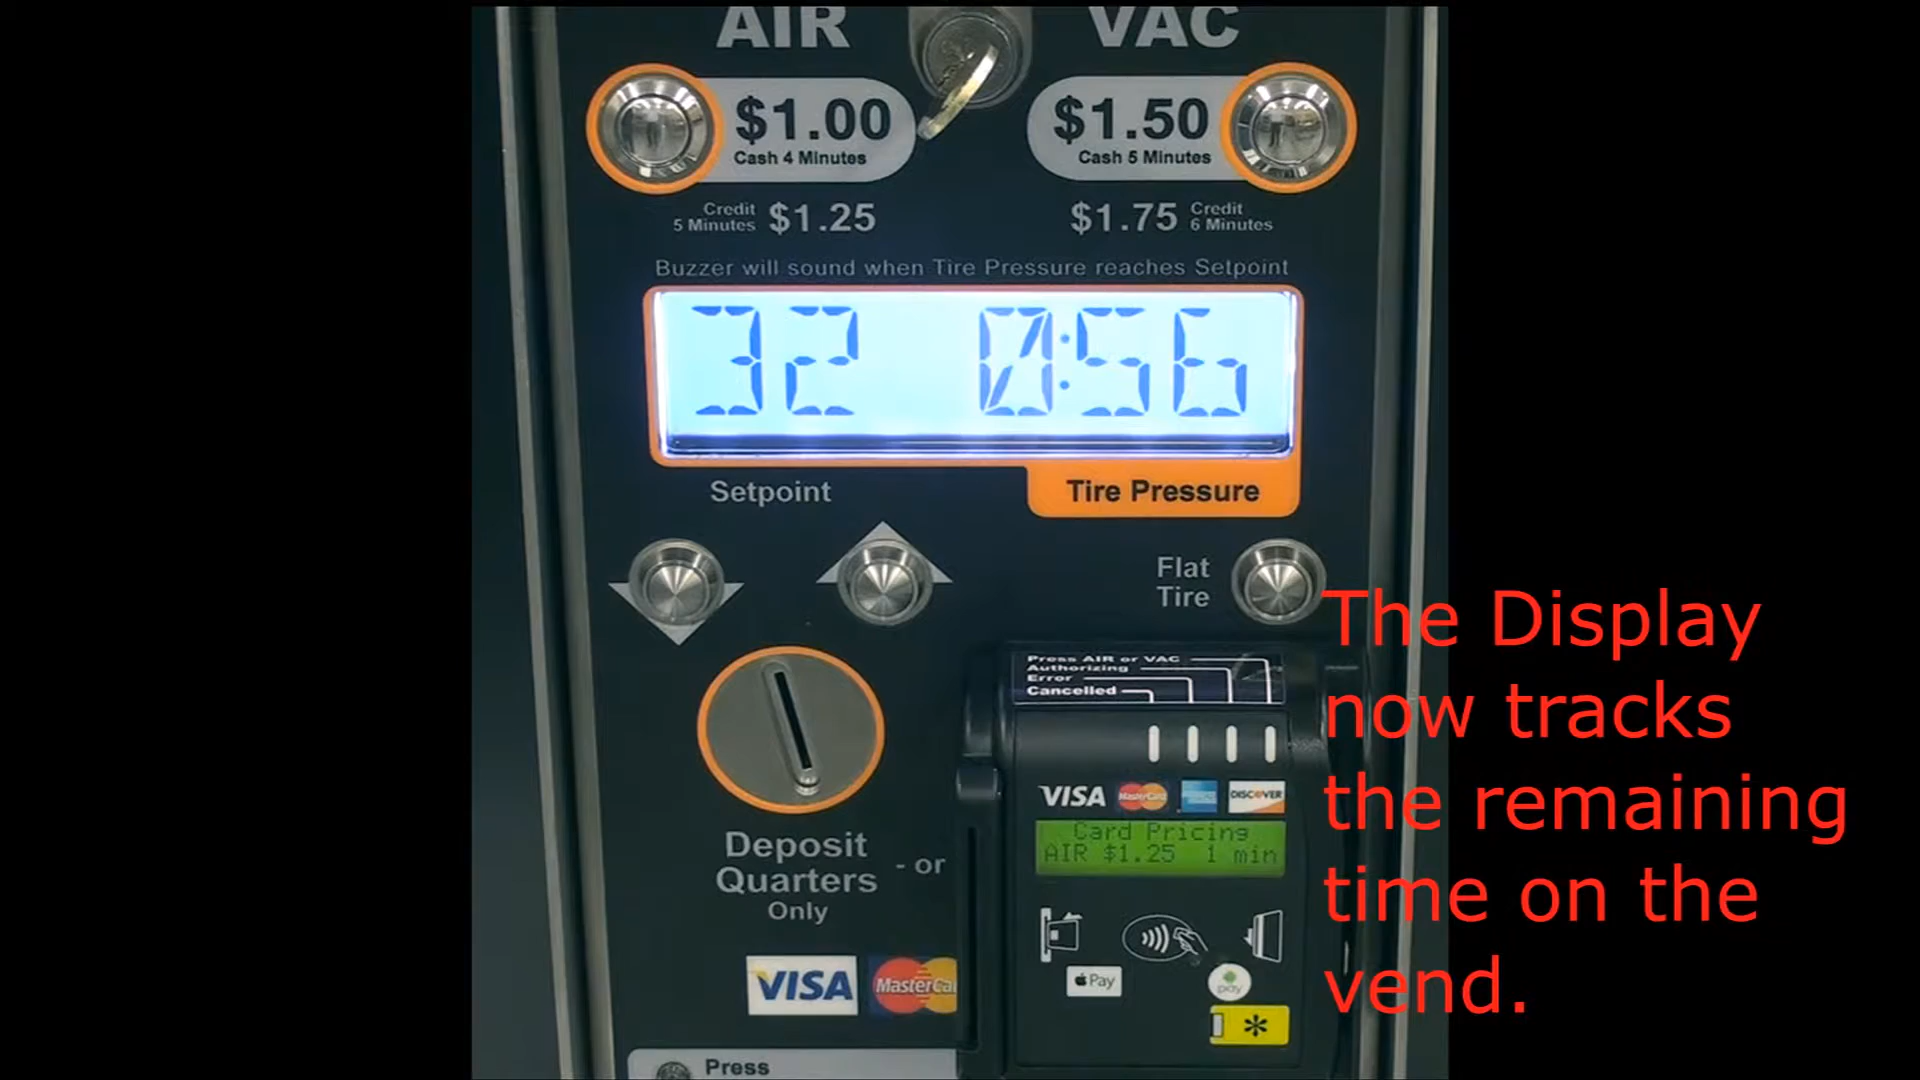 AIR
VAC
$1.00
Cash 4 Minutes
$1.50
Cash 5 Minutes
Credit
5 Minutes
$1.25
$1.75
Credit
6 Minutes
Buzzer will sound when Tire Pressure reaches Setpoint
32 0:56
Setpoint
Tire Pressure
Flat
Tire
Press AIR or VAC
Authorizing
Error
Cancelled
VISA MasterCard DISCOVER
Card Pricing
AIR $1.25 1 min
Deposit
Quarters
Only
- or
VISA
MasterCa
Pay
pay
*
Press
The Display
now tracks
the remaining
time on the
vend.